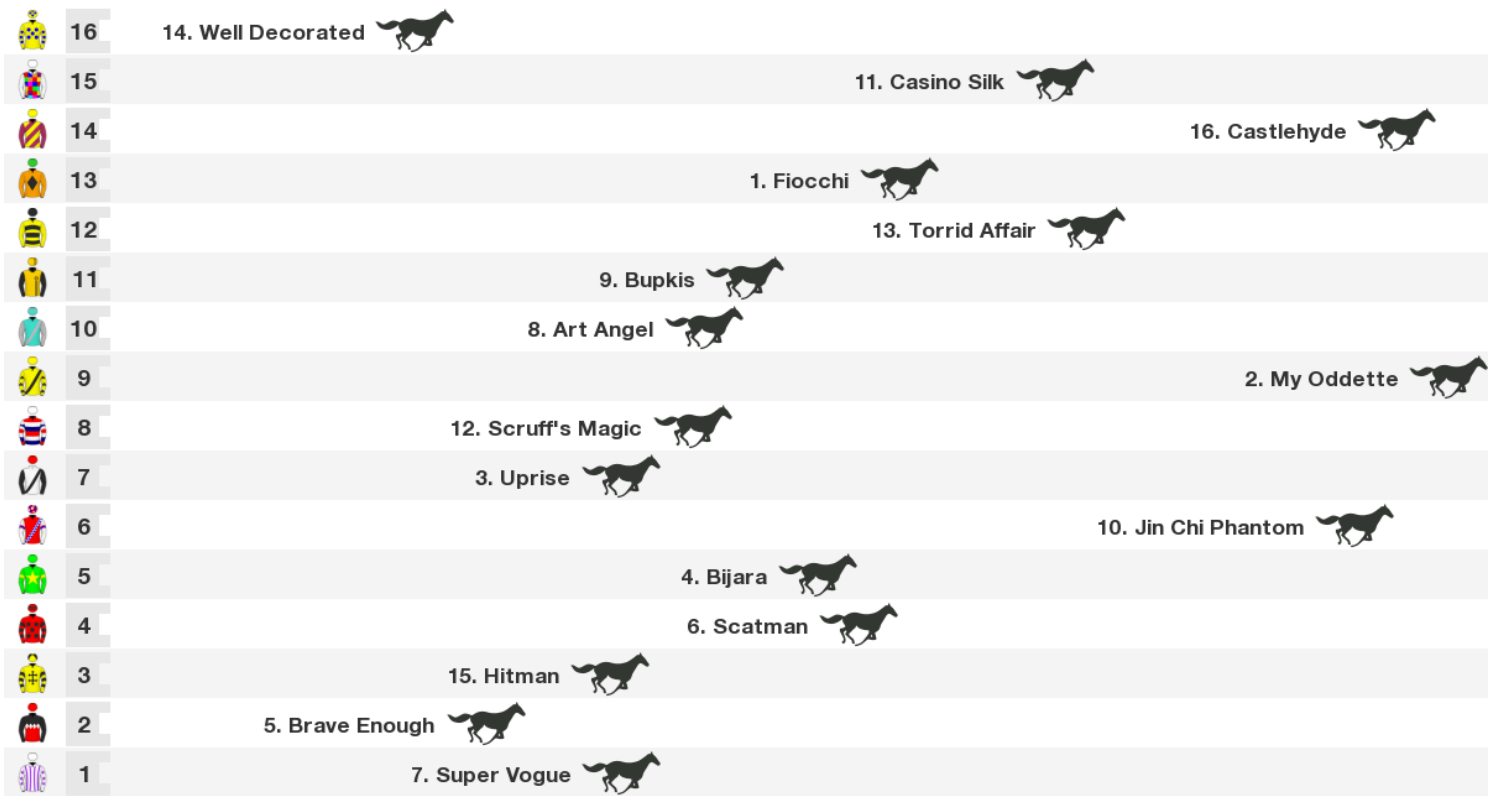 16 14. Well Decorated
15 11. Casino Silk
14 16. Castlehyde
13 1. Fiocchi
12 13. Torrid Affair
11 9. Bupkis
10 8. Art Angel
9 2. My Oddette
8 12. Scruff's Magic
7 3. Uprise
6 10. Jin Chi Phantom
5 4. Bijara
4 6. Scatman
3 15. Hitman
2 5. Brave Enough
1 7. Super Vogue